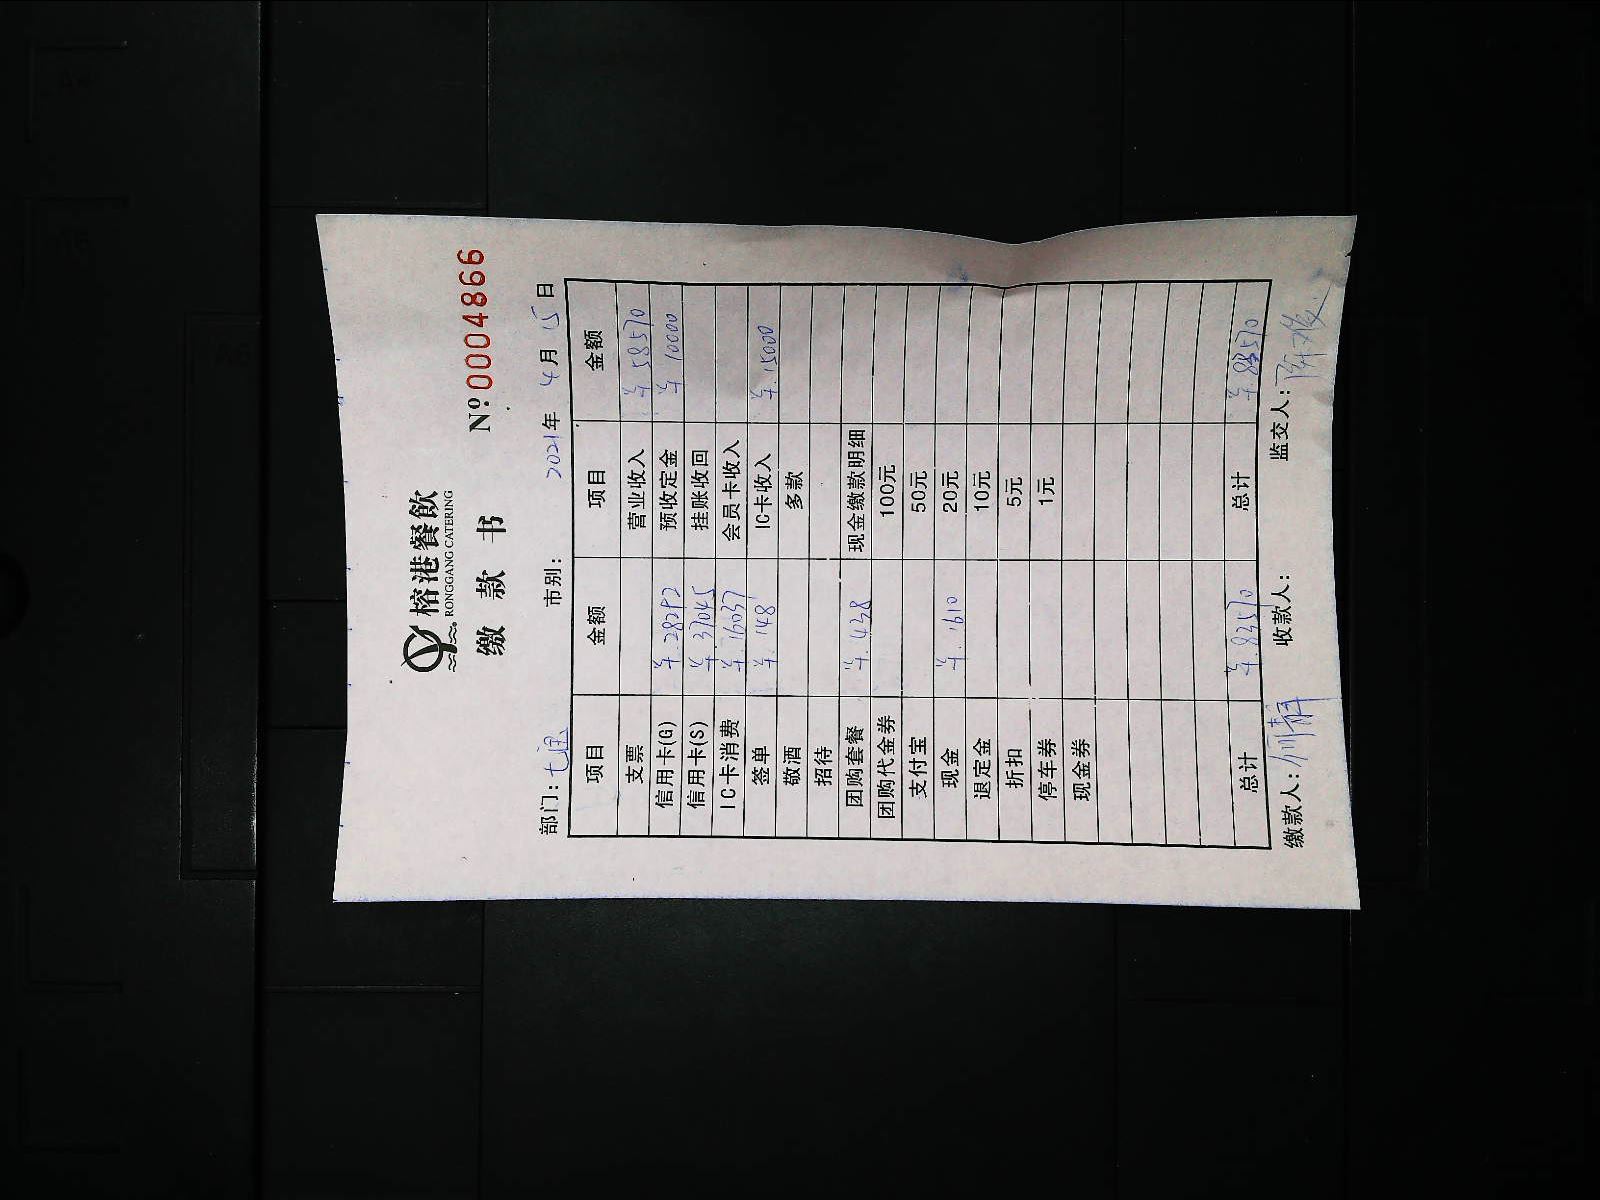 榕港餐飲
RONGGANG CATERING
缴 款 书 Nº:0004866
部门: 市别: 2021年 4月 15日
项目 金额 项目 金额
支票 营业收入 ¥ 58570
信用卡(G) ¥ 28292 预收定金 ¥ 10000
信用卡(S) ¥ 37045 挂账收回
IC卡消费 ¥ 16037 会员卡收入
签单 ¥ 148 IC卡收入 ¥ 15000
敬酒 多款
招待
团购套餐 ¥ 438 现金缴款明细
团购代金券 100元
支付宝 50元
现金 ¥ 1610 20元
退定金 10元
折扣 5元
停车券 1元
现金券
总计 ¥ 83570 总计 ¥ 83570
缴款人: 何静 收款人: 监交人: